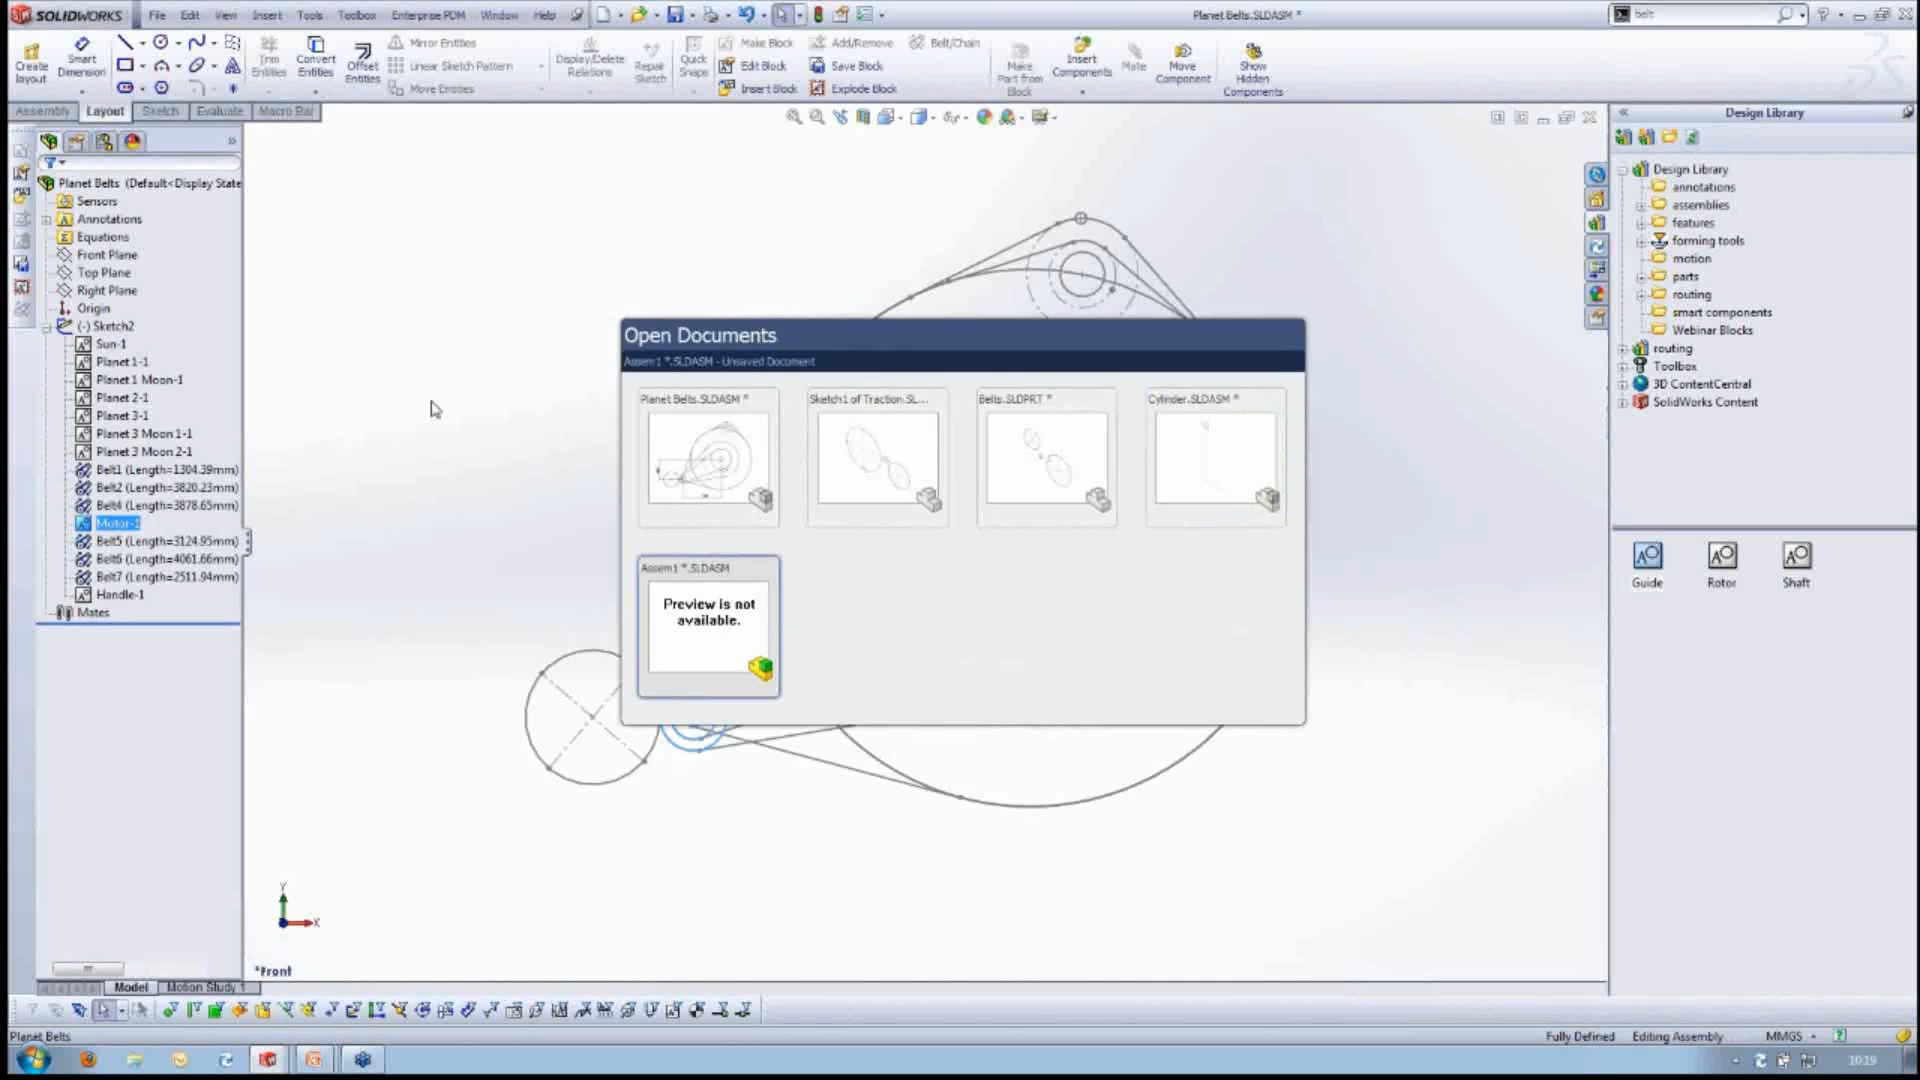 SOLIDWORKS File Edit View Insert Tools Toolbox Enterprise PDM Window Help Planet Belts.SLDASM * belt
Create layout
Smart Dimension
Trim Entities
Convert Entities
Offset Entities
Mirror Entities
Linear Sketch Pattern
Move Entities
Display/Delete Relations
Repair Sketch
Quick Snaps
Make Block
Edit Block
Insert Block
Add/Remove
Save Block
Explode Block
Belt/Chain
Make Part from Block
Insert Components
Mate
Move Component
Show Hidden Components
Assembly Layout Sketch Evaluate Macro Bar
Planet Belts (Default<Display State
Sensors
Annotations
Equations
Front Plane
Top Plane
Right Plane
Origin
(-) Sketch2
Sun-1
Planet 1-1
Planet 1 Moon-1
Planet 2-1
Planet 3-1
Planet 3 Moon 1-1
Planet 3 Moon 2-1
Belt1 (Length=1304.39mm)
Belt2 (Length=3820.23mm)
Belt4 (Length=3878.65mm)
Motor-1
Belt5 (Length=3124.95mm)
Belt6 (Length=4061.66mm)
Belt7 (Length=2511.94mm)
Handle-1
Mates
Open Documents
Assem1 *.SLDASM - Unsaved Document
Planet Belts.SLDASM *
Sketch1 of Traction.SL...
Belts.SLDPRT *
Cylinder.SLDASM *
Assem1 *.SLDASM
Preview is not
available.
Design Library
Design Library
annotations
assemblies
features
forming tools
motion
parts
routing
smart components
Webinar Blocks
routing
Toolbox
3D ContentCentral
SolidWorks Content
Guide Rotor Shaft
Y
X
*Front
Model Motion Study 1
Planet Belts Fully Defined Editing Assembly MMGS
10:19